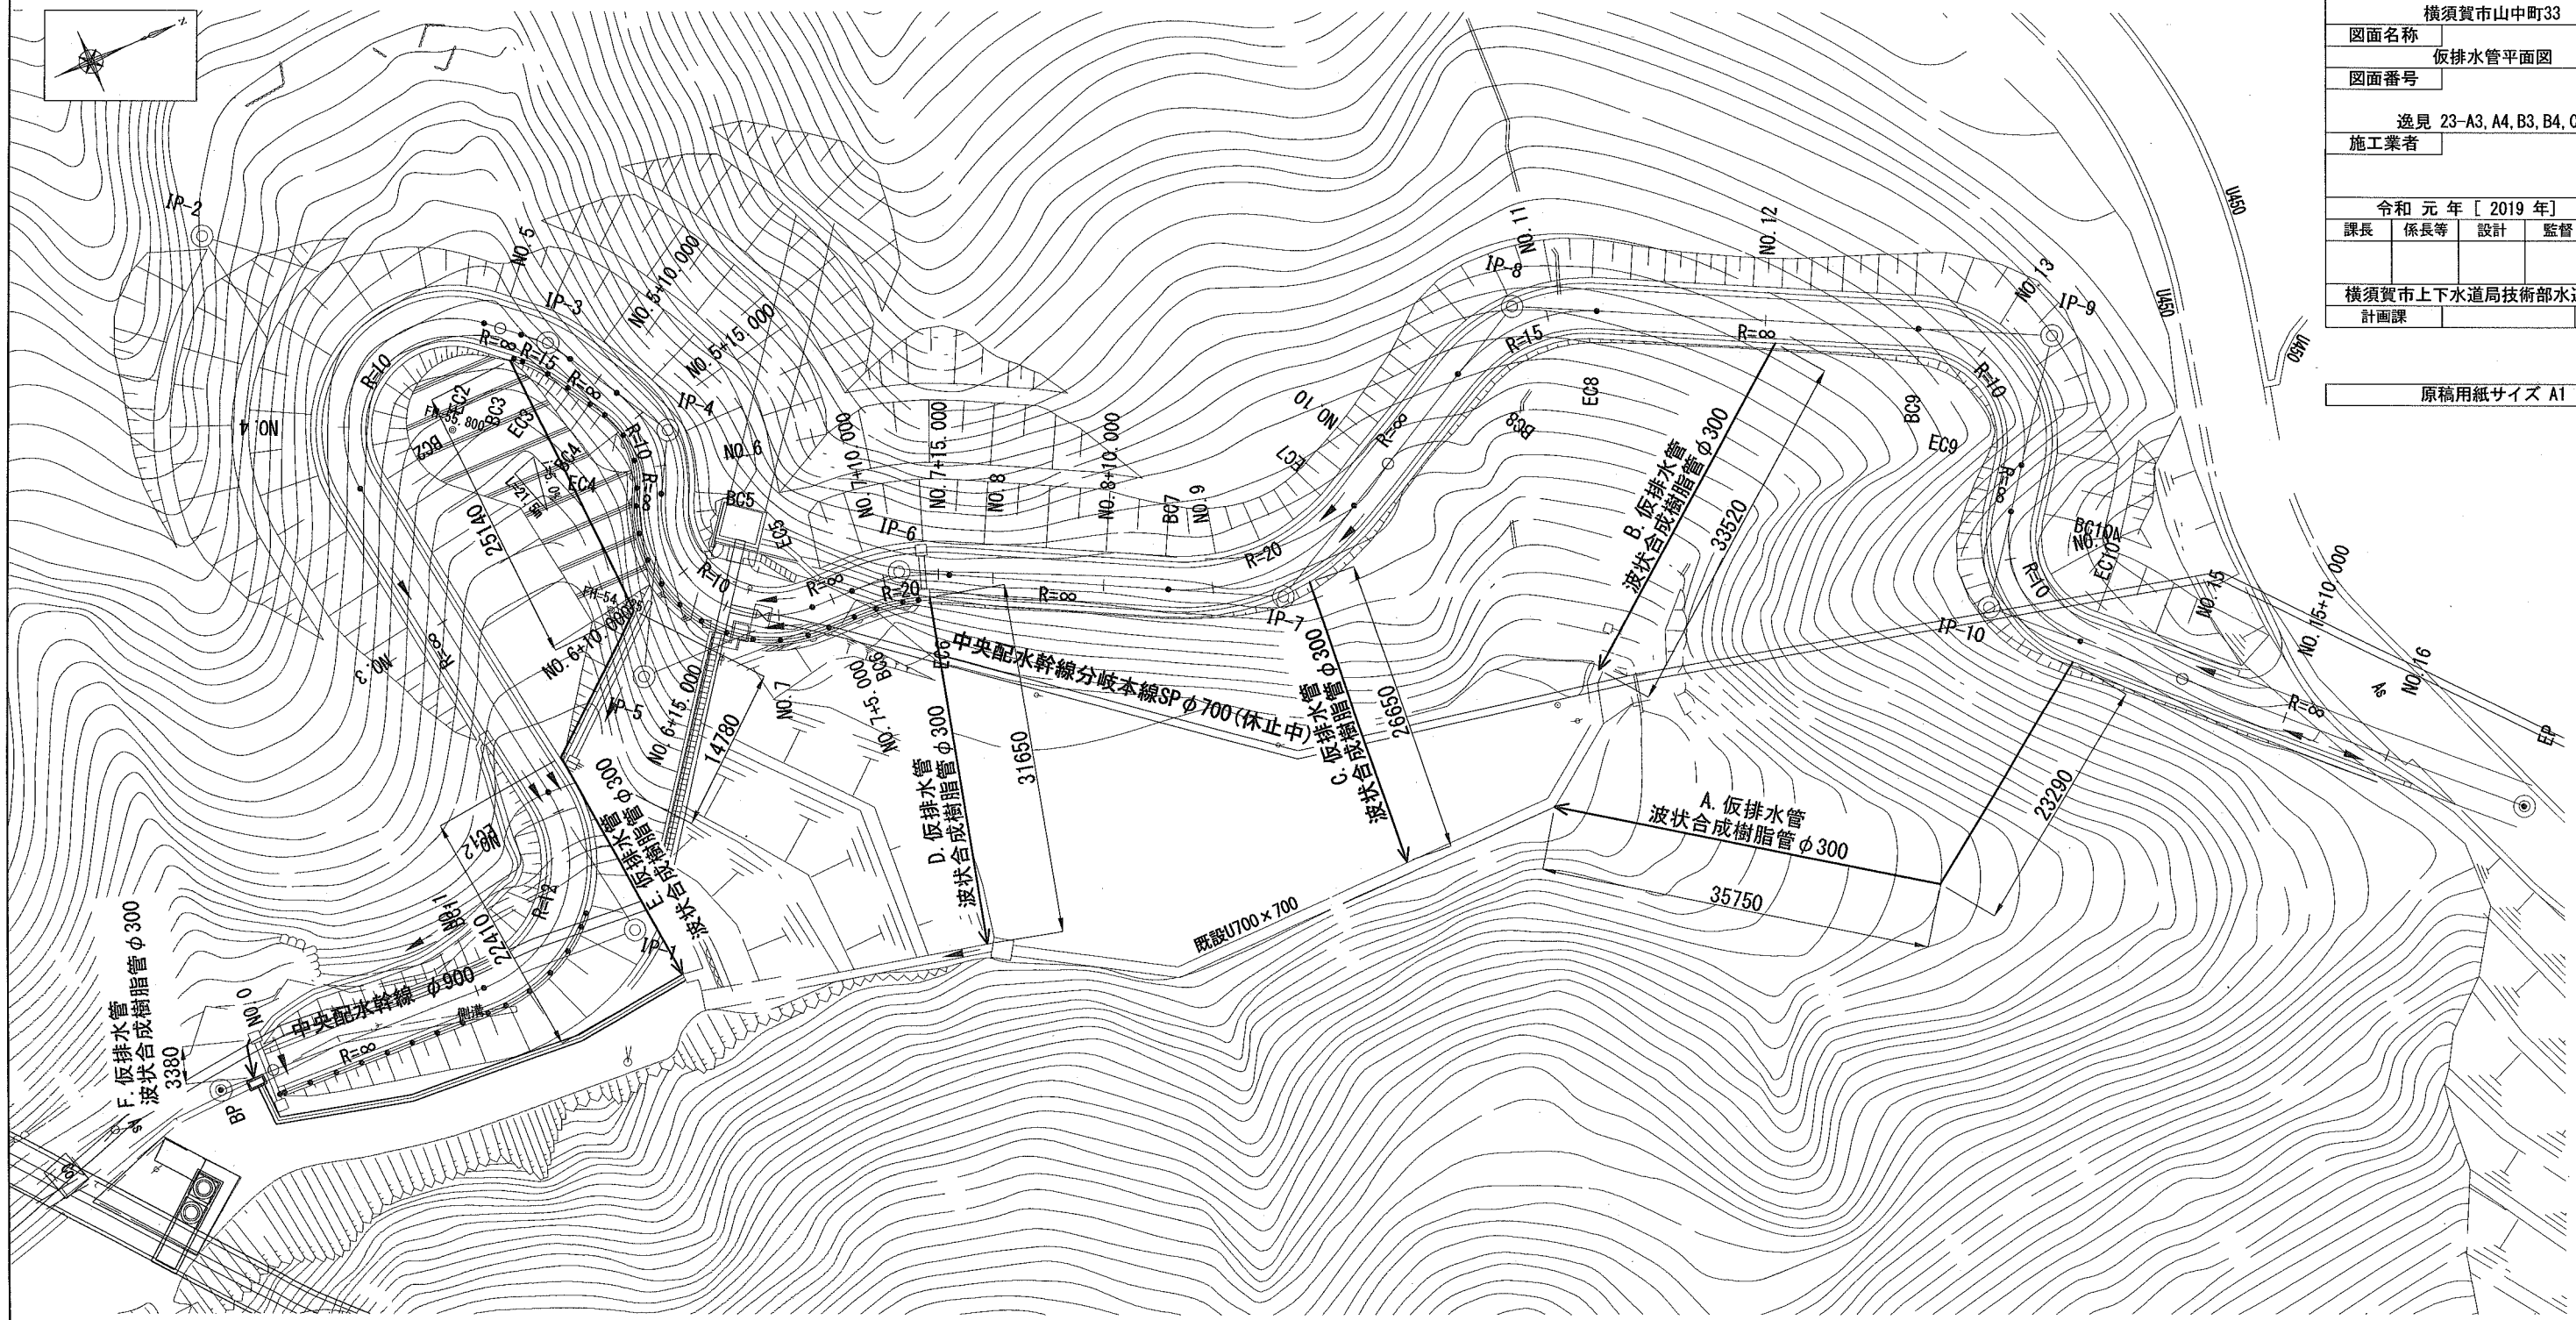 横須賀市山中町33
図面名称
仮排水管平面図
図面番号
逸見 23-A3, A4, B3, B4,
施工業者
令和 元 年 [ 2019 年]
課長 係長等 設計 監督
横須賀市上下水道局技術部水
計画課
原稿用紙サイズ A1
IP-2
NO.5
IP-3
NO.5+10.000
NO.5+15.000
IP-4
R=∞
R=15
R=∞
R=10
EC2
BC3
EC3
BC2
BC4
EC4
R=10
R=∞
NO.4
NO.6
BC5
EC5
25140
R=10
NO.3
R=∞
NO.6+10.000
IP-5
NO.6+15.000
14780
NO.7
NO.7+5.000
BC6
EC6
NO.7+10.000
NO.7+15.000
NO.8
NO.8+10.000
BC7
NO.9
IP-6
R=∞
R=20
R=∞
R=20
IP-7
EC7
NO.10
R=∞
NO.11
IP-8
R=15
BC8
EC8
NO.12
R=∞
NO.13
IP-9
R=10
BC9
EC9
R=∞
BC10
EC10
R=10
IP-10
NO.15
NO.15+10.000
NO.16
As
EP
R=∞
U450
U450
U450
中央配水幹線分岐本線SPφ700(休止中)
A. 仮排水管
波状合成樹脂管φ300
35750
23290
B. 仮排水管
波状合成樹脂管φ300
33520
C. 仮排水管
波状合成樹脂管φ300
26650
D. 仮排水管
波状合成樹脂管φ300
31650
E. 仮排水管
波状合成樹脂管φ300
22410
F. 仮排水管
波状合成樹脂管φ300
3380
既設U700×700
中央配水幹線 φ900
側溝
R=∞
R=12
IP-1
NO.0
BP